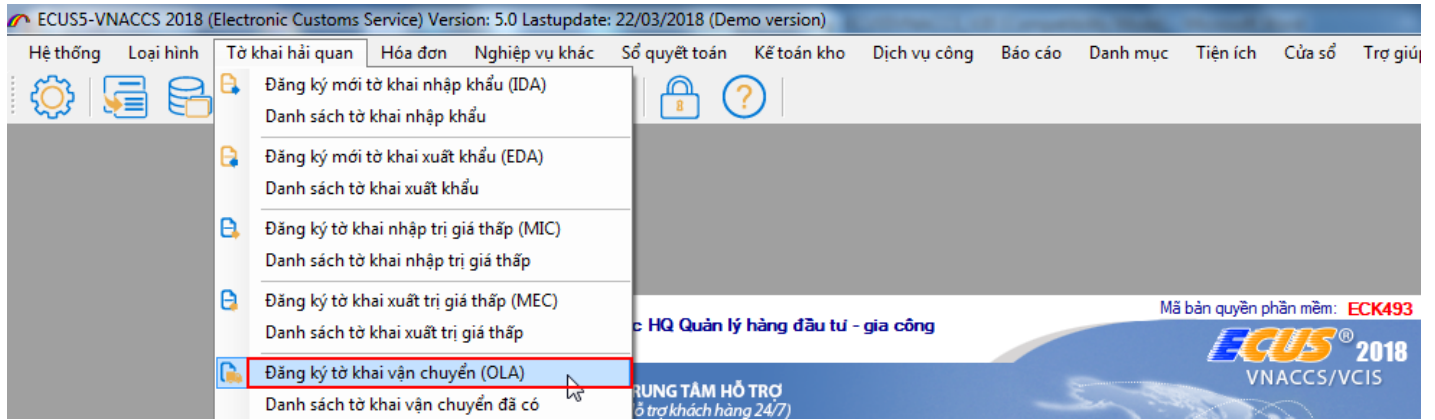 ECUS5-VNACCS 2018 (Electronic Customs Service) Version: 5.0 Lastupdate: 22/03/2018 (Demo version)
Hệ thống Loại hình Tờ khai hải quan Hóa đơn Nghiệp vụ khác Sổ quyết toán Kế toán kho Dịch vụ công Báo cáo Danh mục Tiện ích Cửa sổ Trợ giúp
Đăng ký mới tờ khai nhập khẩu (IDA)
Danh sách tờ khai nhập khẩu
Đăng ký mới tờ khai xuất khẩu (EDA)
Danh sách tờ khai xuất khẩu
Đăng ký tờ khai nhập trị giá thấp (MIC)
Danh sách tờ khai nhập trị giá thấp
Đăng ký tờ khai xuất trị giá thấp (MEC)
Danh sách tờ khai xuất trị giá thấp
Đăng ký tờ khai vận chuyển (OLA)
Danh sách tờ khai vận chuyển đã có
Mã bản quyền phần mềm: ECK493
c HQ Quản lý hàng đầu tư - gia công
ECUS® 2018
VNACCS/VCIS
RUNG TÂM HỖ TRỢ
ỗ trợ khách hàng 24/7)